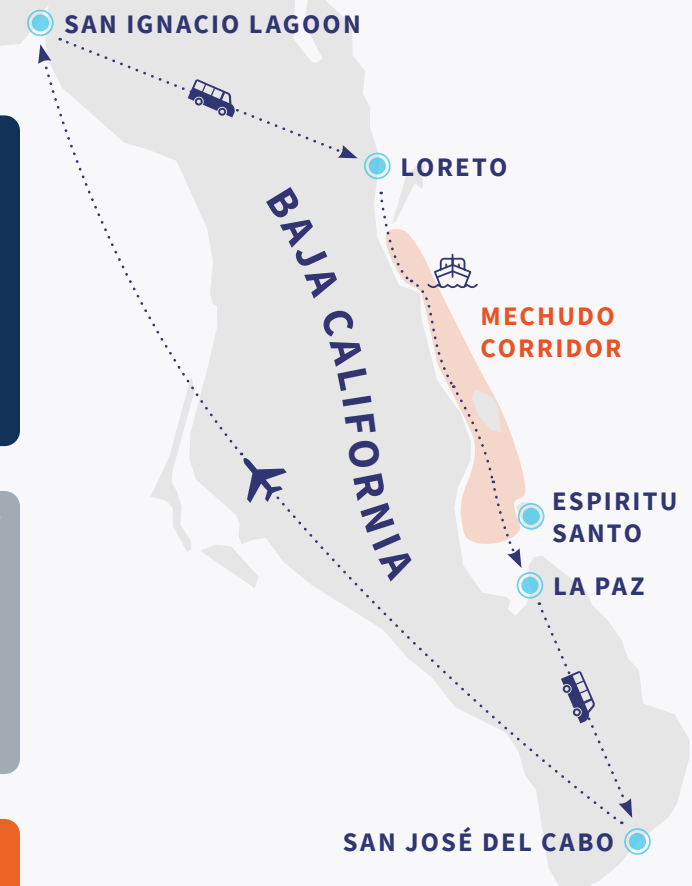 SAN IGNACIO LAGOON
LORETO
BAJA CALIFORNIA
MECHUDO
CORRIDOR
ESPIRITU
SANTO
LA PAZ
SAN JOSÉ DEL CABO